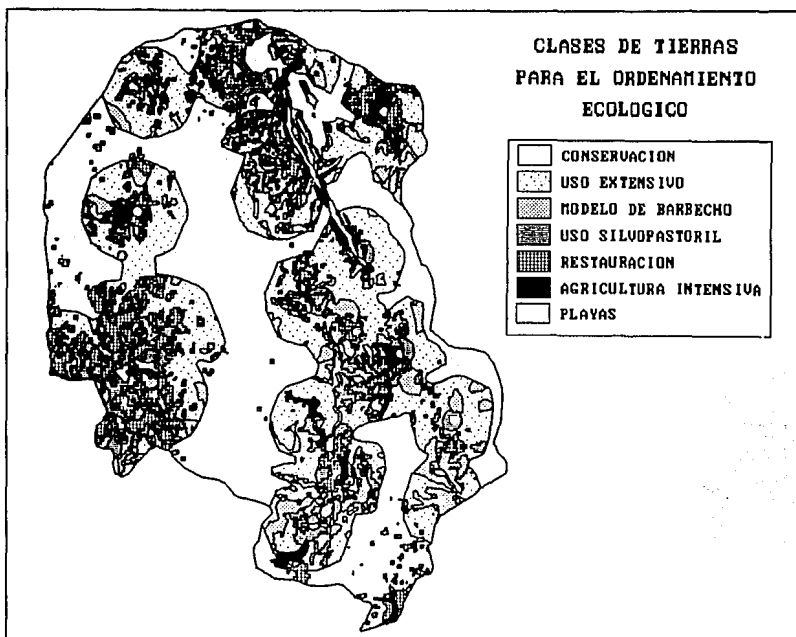 CLASES DE TIERRAS
PARA EL ORDENAMIENTO
ECOLOGICO
CONSERVACION
USO EXTENSIVO
MODELO DE BARBECHO
USO SILVOPASTORIL
RESTAURACION
AGRICULTURA INTENSIVA
PLAYAS